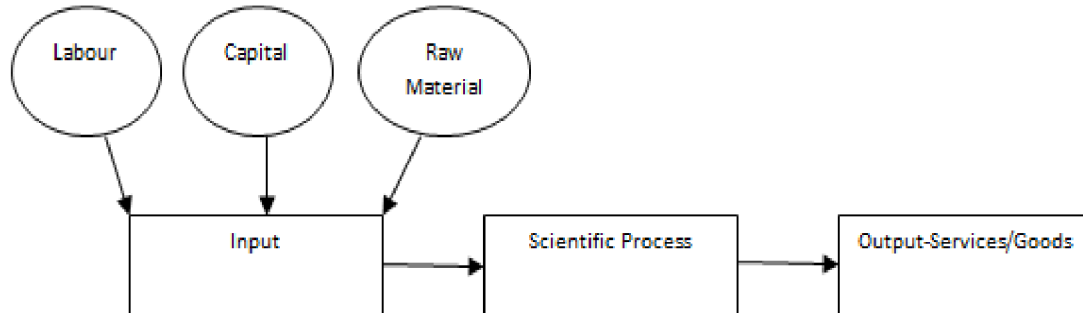 Labour
Capital
Raw
Material
Input
Scientific Process
Output-Services/Goods